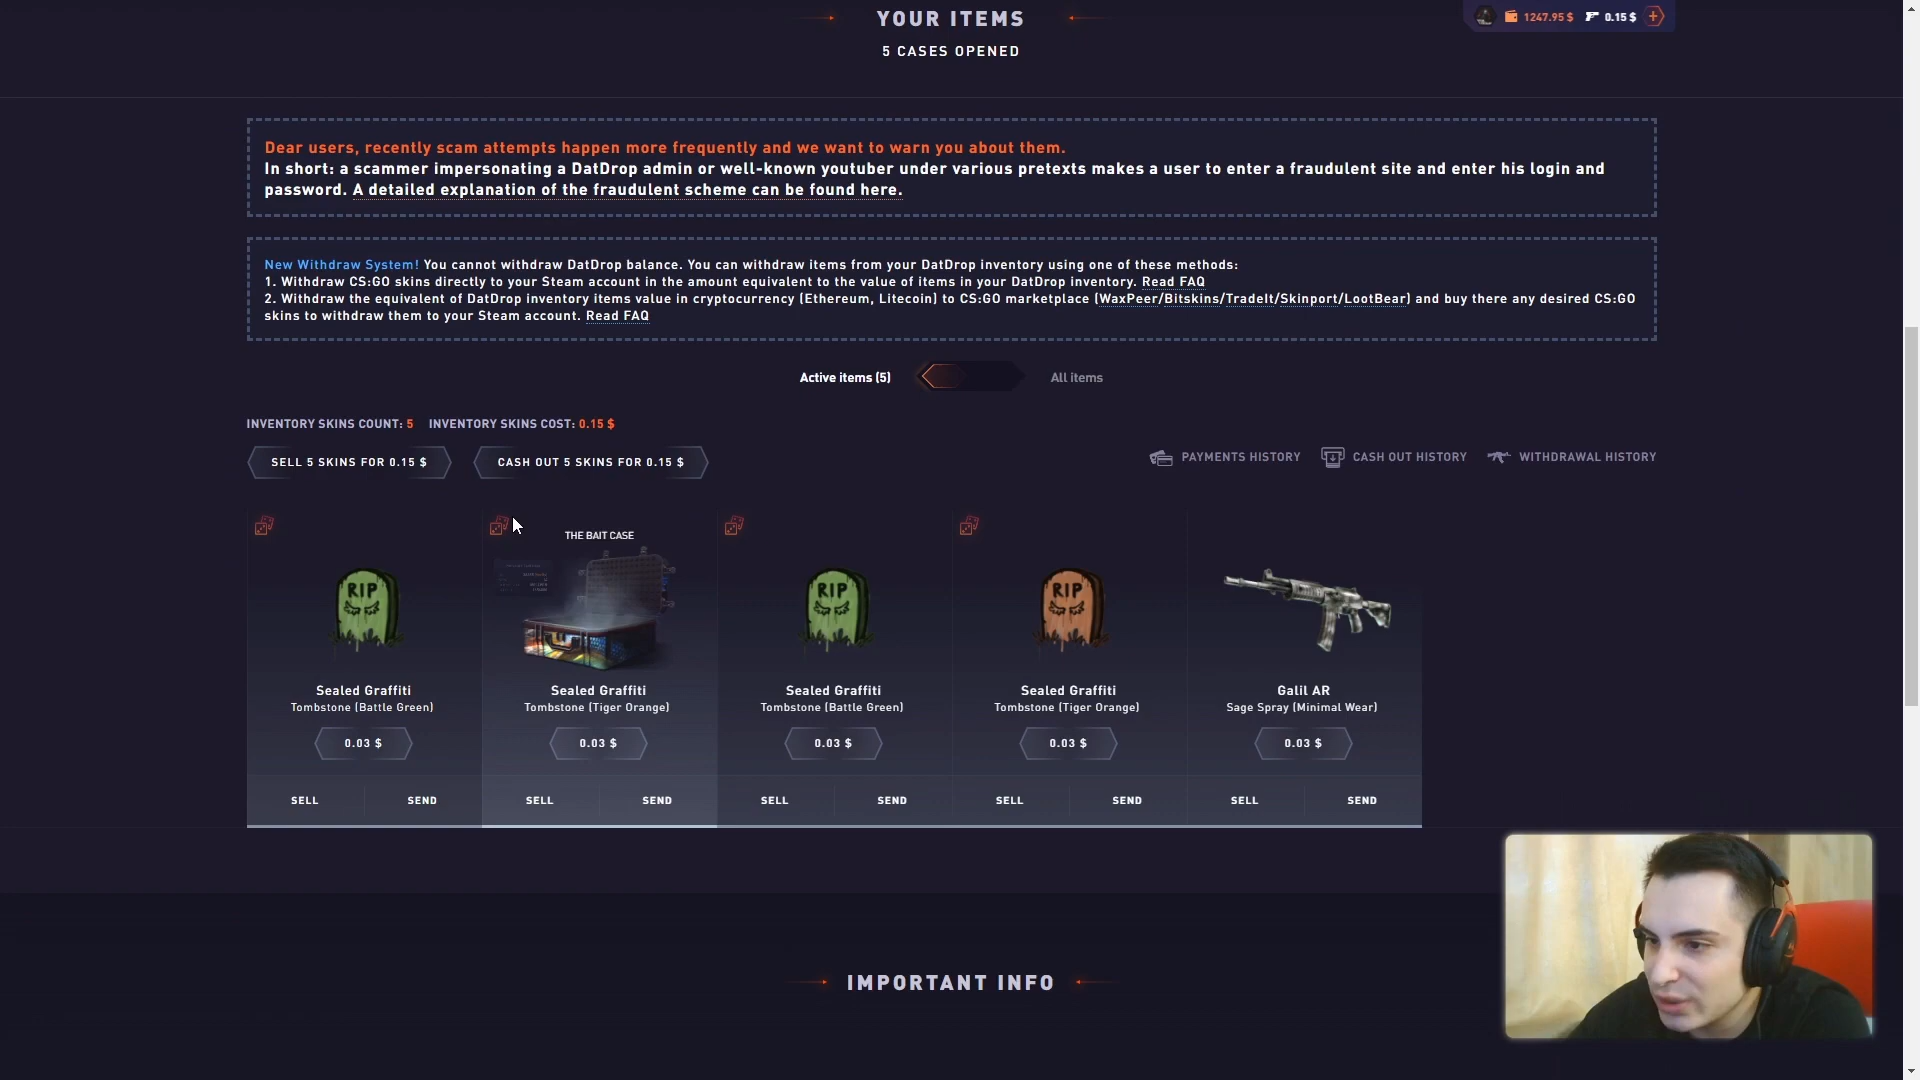 YOUR ITEMS
1247.95 $ 0.15 $
5 CASES OPENED
Dear users, recently scam attempts happen more frequently and we want to warn you about them.
In short: a scammer impersonating a DatDrop admin or well-known youtuber under various pretexts makes a user to enter a fraudulent site and enter his login and
password. A detailed explanation of the fraudulent scheme can be found here.
New Withdraw System! You cannot withdraw DatDrop balance. You can withdraw items from your DatDrop inventory using one of these methods:
1. Withdraw CS:GO skins directly to your Steam account in the amount equivalent to the value of items in your DatDrop inventory. Read FAQ
2. Withdraw the equivalent of DatDrop inventory items value in cryptocurrency (Ethereum, Litecoin) to CS:GO marketplace (WaxPeer/Bitskins/TradeIt/Skinport/LootBear) and buy there any desired CS:GO
skins to withdraw them to your Steam account. Read FAQ
Active items (5) All items
INVENTORY SKINS COUNT: 5 INVENTORY SKINS COST: 0.15 $
SELL 5 SKINS FOR 0.15 $ CASH OUT 5 SKINS FOR 0.15 $ PAYMENTS HISTORY CASH OUT HISTORY WITHDRAWAL HISTORY
THE BAIT CASE
RIP RIP RIP
Sealed Graffiti Sealed Graffiti Sealed Graffiti Sealed Graffiti Galil AR
Tombstone (Battle Green) Tombstone (Tiger Orange) Tombstone (Battle Green) Tombstone (Tiger Orange) Sage Spray (Minimal Wear)
0.03 $ 0.03 $ 0.03 $ 0.03 $ 0.03 $
SELL SEND SELL SEND SELL SEND SELL SEND SELL SEND
IMPORTANT INFO